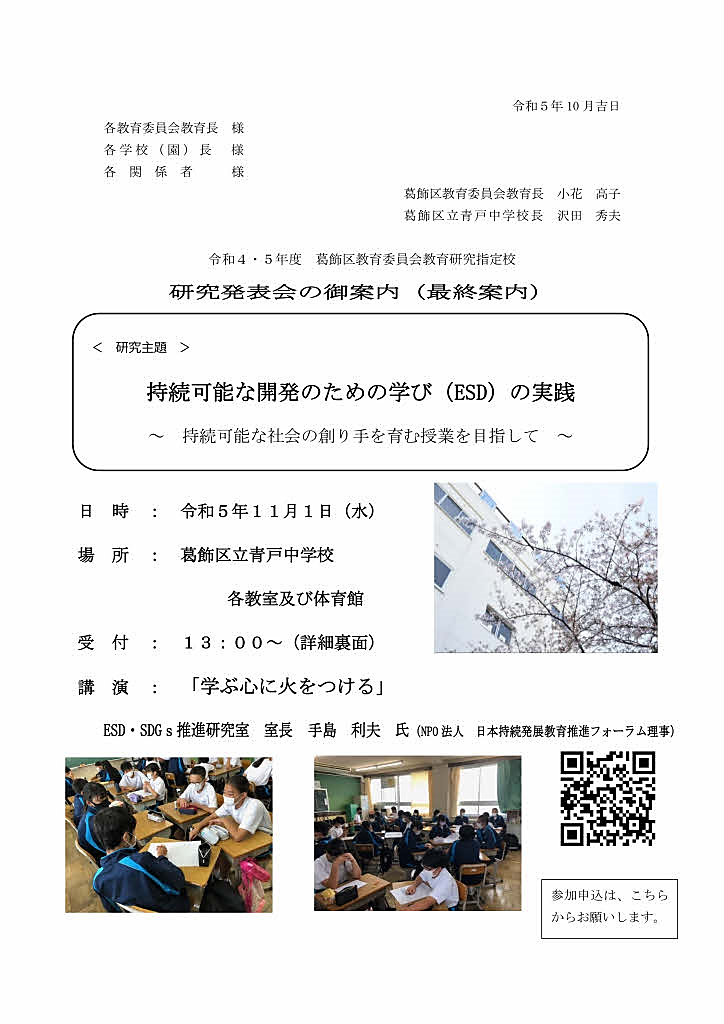 令和５年10月吉日
各教育委員会教育長　様
各学校（園）長　様
各　関　係　者　　様
葛飾区教育委員会教育長　小花　高子
葛飾区立青戸中学校長　沢田　秀夫
令和４・５年度　葛飾区教育委員会教育研究指定校
研究発表会の御案内（最終案内）
＜　研究主題　＞
持続可能な開発のための学び（ESD）の実践
～　持続可能な社会の創り手を育む授業を目指して　～
日　時　：　令和５年１１月１日（水）
場　所　：　葛飾区立青戸中学校
各教室及び体育館
受　付　：　１３：００～（詳細裏面）
講　演　：　「学ぶ心に火をつける」
ESD・SDGｓ推進研究室　室長　手島　利夫　氏（NPO法人　日本持続発展教育推進フォーラム理事）
参加申込は、こちら
からお願いします。